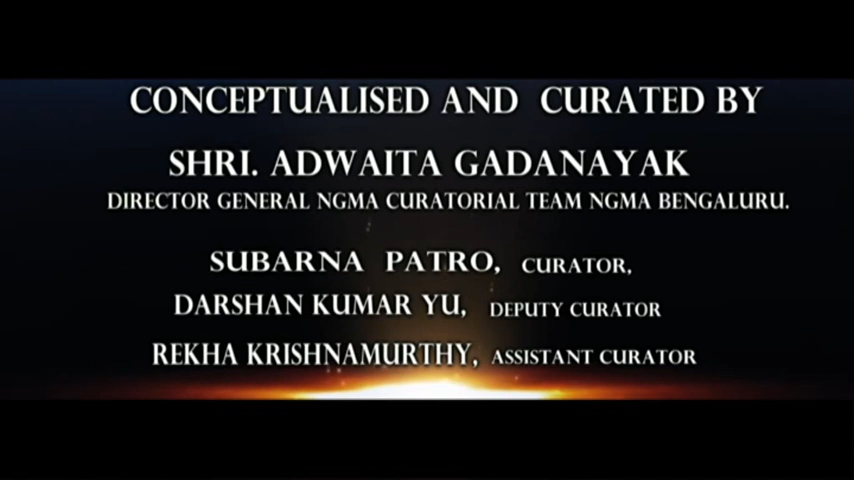 CONCEPTUALISED AND CURATED BY
SHRI. ADWAITA GADANAYAK
DIRECTOR GENERAL NGMA CURATORIAL TEAM NGMA BENGALURU.
SUBARNA PATRO, CURATOR,
DARSHAN KUMAR YU, DEPUTY CURATOR
REKHA KRISHNAMURTHY, ASSISTANT CURATOR